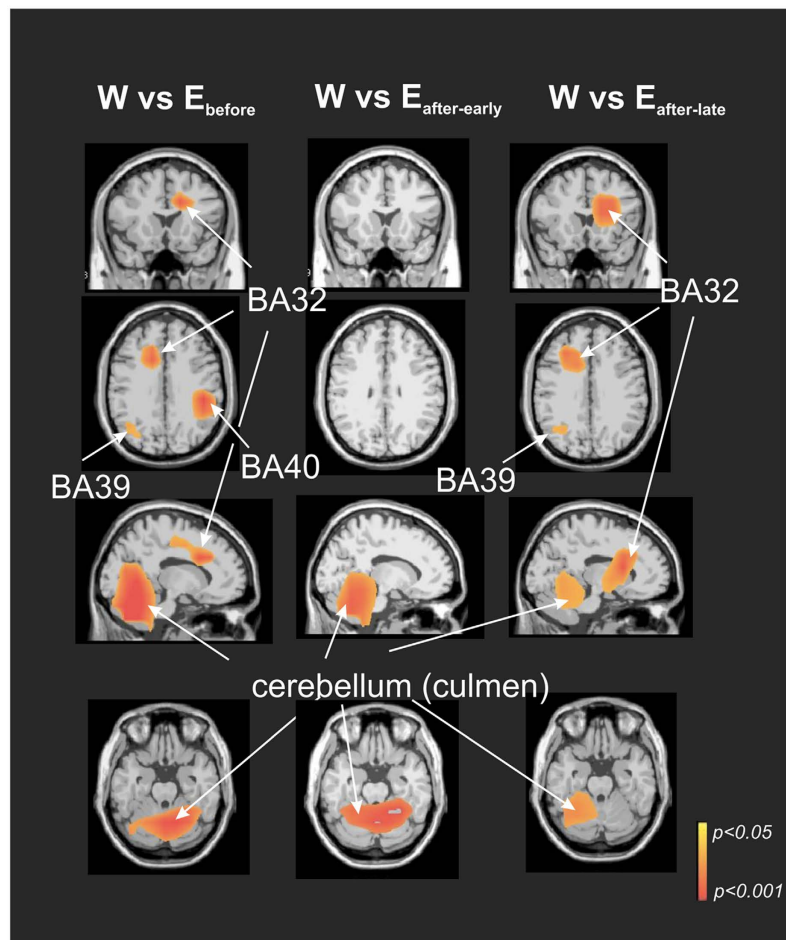 W vs Ebefore
W vs Eafter-early
W vs Eafter-late
BA32
BA32
BA39
BA40
BA39
cerebellum (culmen)
p<0.05
p<0.001